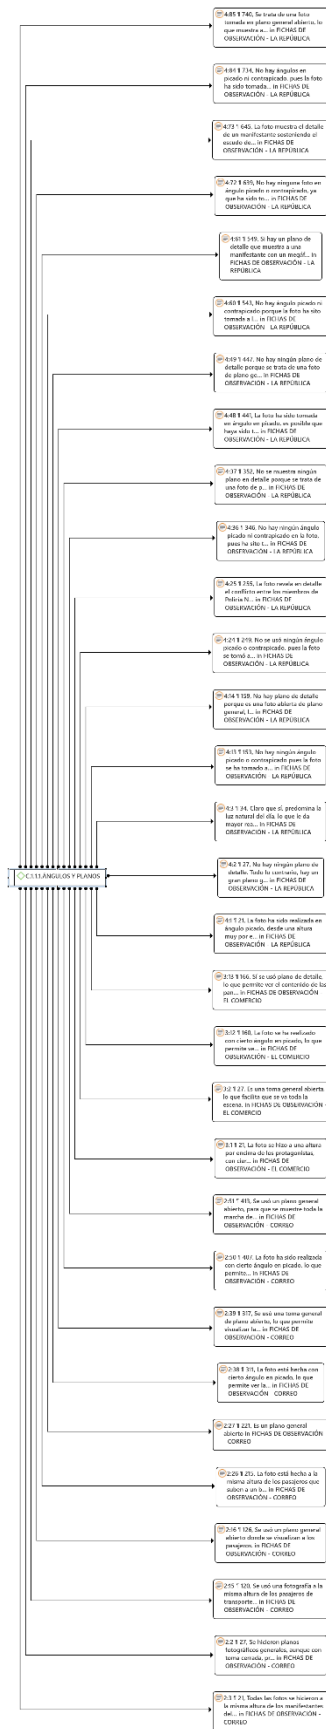 4:85 ¶ 740, Se trata de una foto
tomada en plano general abierto, lo
que muestra a... in FICHAS DE
OBSERVACIÓN - LA REPÚBLICA
4:84 ¶ 734, No hay ángulos en
picado ni contrapicado, pues la foto
ha sido tomada... in FICHAS DE
OBSERVACIÓN - LA REPÚBLICA
4:73 ¶ 645, La foto muestra el detalle
de un manifestante sosteniendo el
escudo de... in FICHAS DE
OBSERVACIÓN - LA REPÚBLICA
4:72 ¶ 639, No hay ninguna foto en
ángulo picado o contrapicado, ya
que ha sido to... in FICHAS DE
OBSERVACIÓN - LA REPÚBLICA
4:61 ¶ 549, Sí hay un plano de
detalle que muestra a una
manifestante con un megáf... in
FICHAS DE OBSERVACIÓN - LA
REPÚBLICA
4:60 ¶ 543, No hay ángulo picado ni
contrapicado porque la foto ha sito
tomada a l... in FICHAS DE
OBSERVACIÓN - LA REPÚBLICA
4:49 ¶ 447, No hay ningún plano de
detalle porque se trata de una foto
de plano ge... in FICHAS DE
OBSERVACIÓN - LA REPÚBLICA
4:48 ¶ 441, La foto ha sido tomada
en ángulo en picado, es posible que
haya sido t... in FICHAS DE
OBSERVACIÓN - LA REPÚBLICA
4:37 ¶ 352, No se muestra ningún
plano en detalle porque se trata de
una foto de p... in FICHAS DE
OBSERVACIÓN - LA REPÚBLICA
4:36 ¶ 346, No hay ningún ángulo
picado ni contrapicado en la foto,
pues ha sito t... in FICHAS DE
OBSERVACIÓN - LA REPÚBLICA
4:25 ¶ 255, La foto revela en detalle
el conflicto entre los miembros de
Policía N... in FICHAS DE
OBSERVACIÓN - LA REPÚBLICA
4:24 ¶ 249, No se usó ningún ángulo
picado o contrapicado, pues la foto
se tomó a... in FICHAS DE
OBSERVACIÓN - LA REPÚBLICA
4:14 ¶ 159, No hay plano de detalle
porque es una foto abierta de plano
general, l... in FICHAS DE
OBSERVACIÓN - LA REPÚBLICA
4:13 ¶ 153, No hay ningún ángulo
picado o contrapicado, pues la foto
se ha tomado a... in FICHAS DE
OBSERVACIÓN - LA REPÚBLICA
4:3 ¶ 34, Claro que sí, predomina la
luz natural del día, lo que le da
mayor rea... in FICHAS DE
OBSERVACIÓN - LA REPÚBLICA
4:2 ¶ 27, No hay ningún plano de
detalle. Todo lo contrario, hay un
gran plano g... in FICHAS DE
OBSERVACIÓN - LA REPÚBLICA
C.1.1.1. ÁNGULOS Y PLANOS
4:1 ¶ 21, La foto ha sido realizada en
ángulo picado, desde una altura
muy por e... in FICHAS DE
OBSERVACIÓN - LA REPÚBLICA
3:13 ¶ 166, Sí se usó plano de detalle,
lo que permite ver el contenido de las
pan... in FICHAS DE OBSERVACIÓN
EL COMERCIO
3:12 ¶ 160, La foto se ha realizado
con cierto ángulo en picado, lo que
permite ve... in FICHAS DE
OBSERVACIÓN - EL COMERCIO
3:2 ¶ 27, Es una toma general abierta
lo que facilita que se va toda la
escena. in FICHAS DE OBSERVACIÓN -
EL COMERCIO
3:1 ¶ 21, La foto se hizo a una altura
por encima de los protagonistas,
con cier... in FICHAS DE
OBSERVACIÓN - EL COMERCIO
2:51 ¶ 413, Se usó un plano general
abierto, para que se muestre toda la
marcha de... in FICHAS DE
OBSERVACIÓN - CORREO
2:50 ¶ 407, La foto ha sido realizada
con cierto ángulo en picado, lo que
permite... in FICHAS DE
OBSERVACIÓN - CORREO
2:39 ¶ 317, Se usó una toma general
de plano abierto, lo que permite
visualizar la... in FICHAS DE
OBSERVACIÓN - CORREO
2:38 ¶ 311, La foto está hecha con
cierto ángulo en picado, lo que
permite ver la... in FICHAS DE
OBSERVACIÓN CORREO
2:27 ¶ 221, Es un plano general
abierto in FICHAS DE OBSERVACIÓN
CORREO
2:26 ¶ 215, La foto está hecha a la
misma altura de los pasajeros que
suben a un b... in FICHAS DE
OBSERVACIÓN - CORREO
2:16 ¶ 126, Se usó un plano general
abierto donde se visualizan a los
pasajeros. in FICHAS DE
OBSERVACIÓN - CORREO
2:15 ¶ 120, Se usó una fotografía a la
misma altura de los pasajeros de
transporte... in FICHAS DE
OBSERVACIÓN - CORREO
2:2 ¶ 27, Se hicieron planos
fotográficos generales, aunque con
toma cerrada, pr... in FICHAS DE
OBSERVACIÓN - CORREO
2:1 ¶ 21, Todas las fotos se hicieron a
la misma altura de los manifestantes
del... in FICHAS DE OBSERVACIÓN -
CORREO